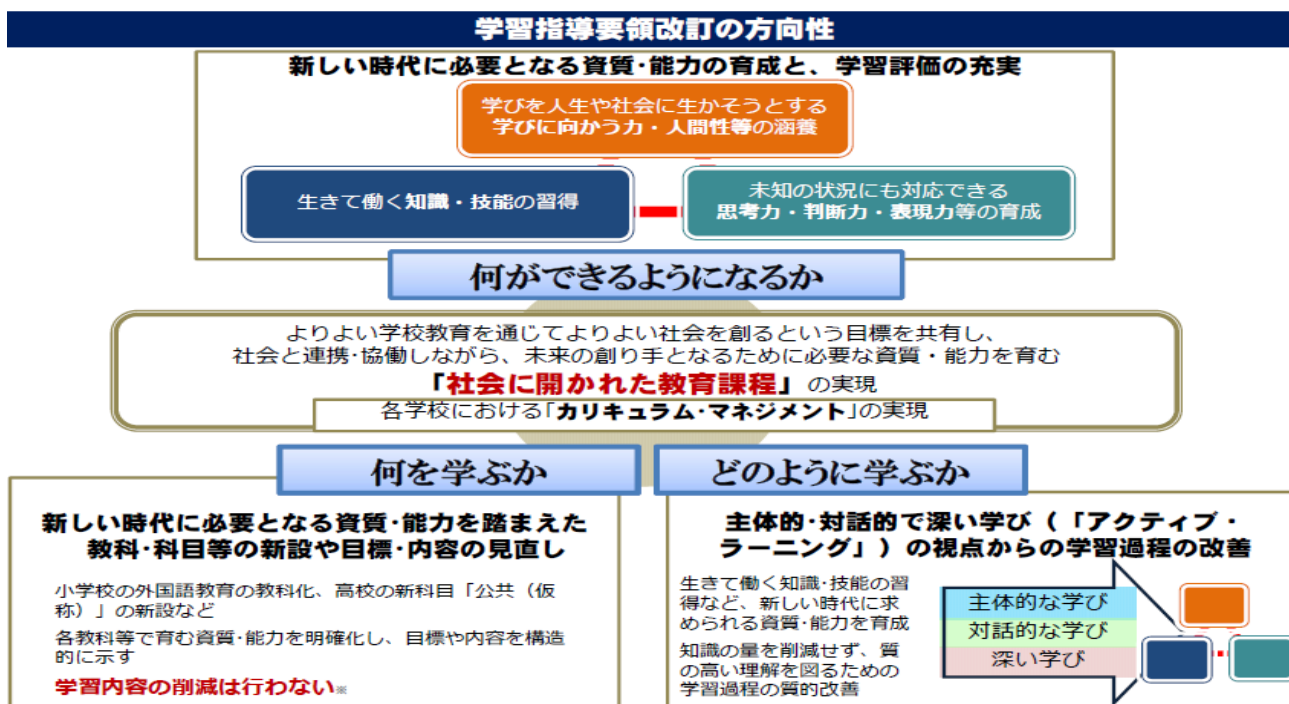 学習指導要領改訂の方向性
新しい時代に必要となる資質･能力の育成と、学習評価の充実
学びを人生や社会に生かそうとする
学びに向かう力・人間性等の涵養
生きて働く知識・技能の習得
未知の状況にも対応できる
思考力・判断力・表現力等の育成
何ができるようになるか
よりよい学校教育を通じてよりよい社会を創るという目標を共有し、
社会と連携･協働しながら、未来の創り手となるために必要な資質・能力を育む
「社会に開かれた教育課程」の実現
各学校における｢カリキュラム･マネジメント｣の実現
何を学ぶか
新しい時代に必要となる資質･能力を踏まえた
教科･科目等の新設や目標･内容の見直し
小学校の外国語教育の教科化、高校の新科目「公共（仮
称）」の新設など
各教科等で育む資質･能力を明確化し、目標や内容を構造
的に示す
学習内容の削減は行わない※
どのように学ぶか
主体的･対話的で深い学び（「アクティブ・
ラーニング」）の視点からの学習過程の改善
生きて働く知識･技能の習
得など、新しい時代に求
められる資質･能力を育成
知識の量を削減せず、質
の高い理解を図るための
学習過程の質的改善
主体的な学び
対話的な学び
深い学び